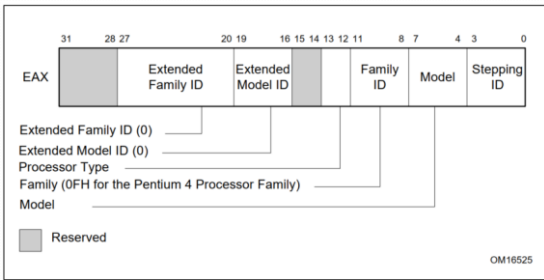 31 28 27 20 19 16 15 14 13 12 11 8 7 4 3 0
EAX Extended Family ID Extended Model ID Family ID Model Stepping ID
Extended Family ID (0)
Extended Model ID (0)
Processor Type
Family (0FH for the Pentium 4 Processor Family)
Model
Reserved
OM16525